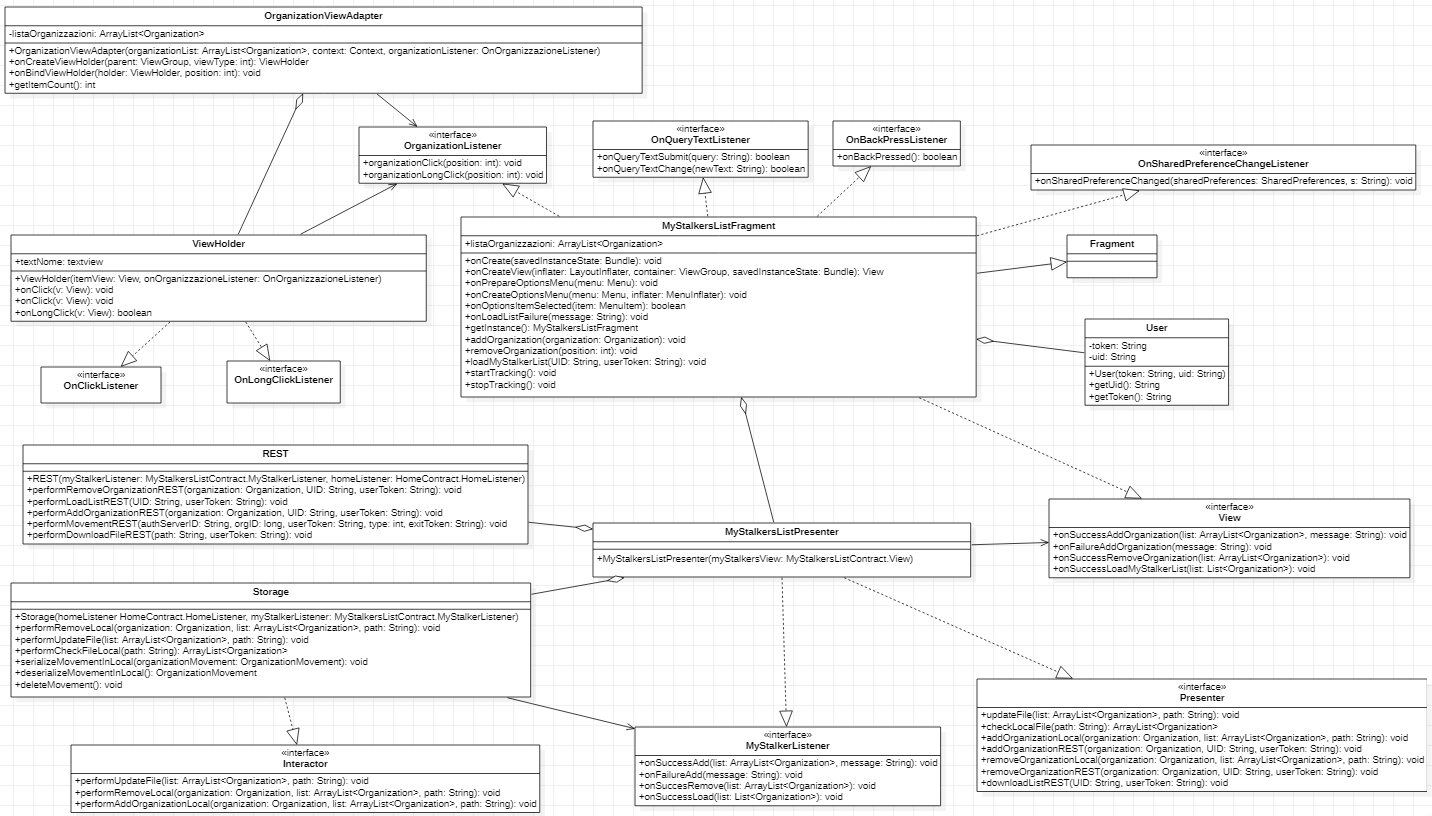 OrganizationViewAdapter
-listaOrganizzazioni: ArrayList<Organization>
+OrganizationViewAdapter(organizationList: ArrayList<Organization>, context: Context, organizationListener: OnOrganizzazioneListener)
+onCreateViewHolder(parent: ViewGroup, viewType: int): ViewHolder
+onBindViewHolder(holder: ViewHolder, position: int): void
+getItemCount(): int
«interface»
OrganizationListener
+organizationClick(position: int): void
+organizationLongClick(position: int): void
«interface»
OnQueryTextListener
+onQueryTextSubmit(query: String): boolean
+onQueryTextChange(newText: String): boolean
«interface»
OnBackPressListener
+onBackPressed(): boolean
«interface»
OnSharedPreferenceChangeListener
+onSharedPreferenceChanged(sharedPreferences: SharedPreferences, s: String): void
ViewHolder
+textNome: textview
+ViewHolder(itemView: View, onOrganizzazioneListener: OnOrganizzazioneListener)
+onClick(v: View): void
+onClick(v: View): void
+onLongClick(v: View): boolean
MyStalkersListFragment
+listaOrganizzazioni: ArrayList<Organization>
+onCreate(savedInstanceState: Bundle): void
+onCreateView(inflater: LayoutInflater, container: ViewGroup, savedInstanceState: Bundle): View
+onPrepareOptionsMenu(menu: Menu): void
+onCreateOptionsMenu(menu: Menu, inflater: MenuInflater): void
+onOptionsItemSelected(item: MenuItem): boolean
+onLoadListFailure(message: String): void
+getInstance(): MyStalkersListFragment
+addOrganization(organization: Organization): void
+removeOrganization(position: int): void
+loadMyStalkerList(UID: String, userToken: String): void
+startTracking(): void
+stopTracking(): void
Fragment
User
-token: String
-uid: String
+User(token: String, uid: String)
+getUid(): String
+getToken(): String
«interface»
OnClickListener
«interface»
OnLongClickListener
REST
+REST(myStalkerListener: MyStalkersListContract.MyStalkerListener, homeListener: HomeContract.HomeListener)
+performRemoveOrganizationREST(organization: Organization, UID: String, userToken: String): void
+performLoadListREST(UID: String, userToken: String): void
+performAddOrganizationREST(organization: Organization, UID: String, userToken: String): void
+performMovementREST(authServerID: String, orgID: long, userToken: String, type: int, exitToken: String): void
+performDownloadFileREST(path: String, userToken: String): void
MyStalkersListPresenter
+MyStalkersListPresenter(myStalkersView: MyStalkersListContract.View)
«interface»
View
+onSuccessAddOrganization(list: ArrayList<Organization>, message: String): void
+onFailureAddOrganization(message: String): void
+onSuccessRemoveOrganization(list: ArrayList<Organization>): void
+onSuccessLoadMyStalkerList(list: List<Organization>): void
Storage
+Storage(homeListener HomeContract.HomeListener, myStalkerListener: MyStalkersListContract.MyStalkerListener)
+performRemoveLocal(organization: Organization, list: ArrayList<Organization>, path: String): void
+performUpdateFile(list: ArrayList<Organization>, path: String): void
+performCheckFileLocal(path: String): ArrayList<Organization>
+serializeMovementInLocal(organizationMovement: OrganizationMovement): void
+deserializeMovementInLocal(): OrganizationMovement
+deleteMovement(): void
«interface»
Interactor
+performUpdateFile(list: ArrayList<Organization>, path: String): void
+performRemoveLocal(organization: Organization, list: ArrayList<Organization>, path: String): void
+performAddOrganizationLocal(organization: Organization, list: ArrayList<Organization>, path: String): void
«interface»
MyStalkerListener
+onSuccessAdd(list: ArrayList<Organization>, message: String): void
+onFailureAdd(message: String): void
+onSuccesRemove(list: ArrayList<Organization>): void
+onSuccessLoad(list: List<Organization>): void
«interface»
Presenter
+updateFile(list: ArrayList<Organization>, path: String): void
+checkLocalFile(path: String): ArrayList<Organization>
+addOrganizationLocal(organization: Organization, list: ArrayList<Organization>, path: String): void
+addOrganizationREST(organization: Organization, UID: String, userToken: String): void
+removeOrganizationLocal(organization: Organization, list: ArrayList<Organization>, path: String): void
+removeOrganizationREST(organization: Organization, UID: String, userToken: String): void
+downloadListREST(UID: String, userToken: String): void